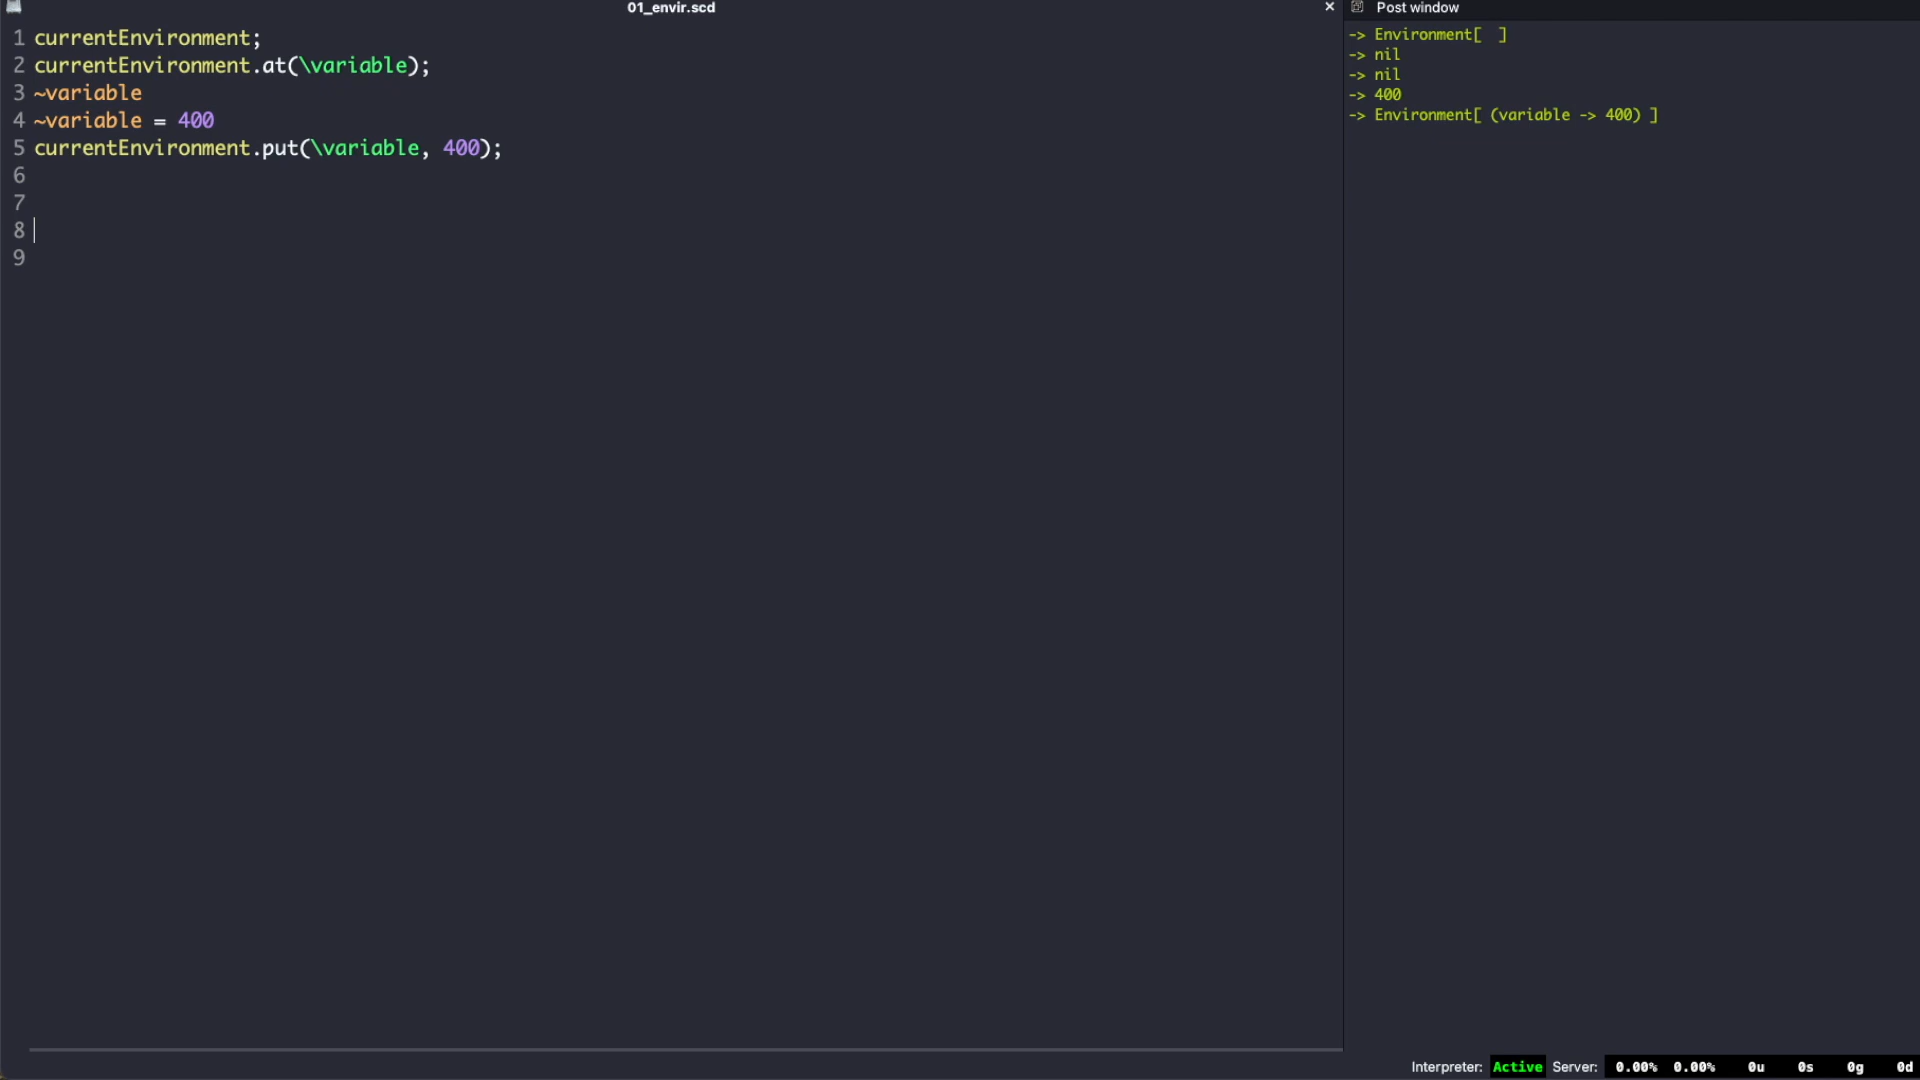 01_envir.scd
1 currentEnvironment;
2 currentEnvironment.at(\variable);
3 ~variable
4 ~variable = 400
5 currentEnvironment.put(\variable, 400);
6
7
8
9
Post window
-> Environment[  ]
-> nil
-> nil
-> 400
-> Environment[ (variable -> 400) ]
Interpreter: Active Server: 0.00% 0.00% 0u 0s 0g 0d